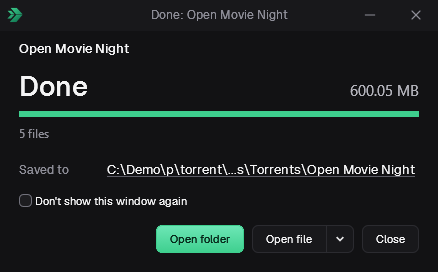 Done: Open Movie Night
Open Movie Night
Done
600.05 MB
5 files
Saved to C:\Demo\p\torrent\...s\Torrents\Open Movie Night
Don't show this window again
Open folder
Open file
Close